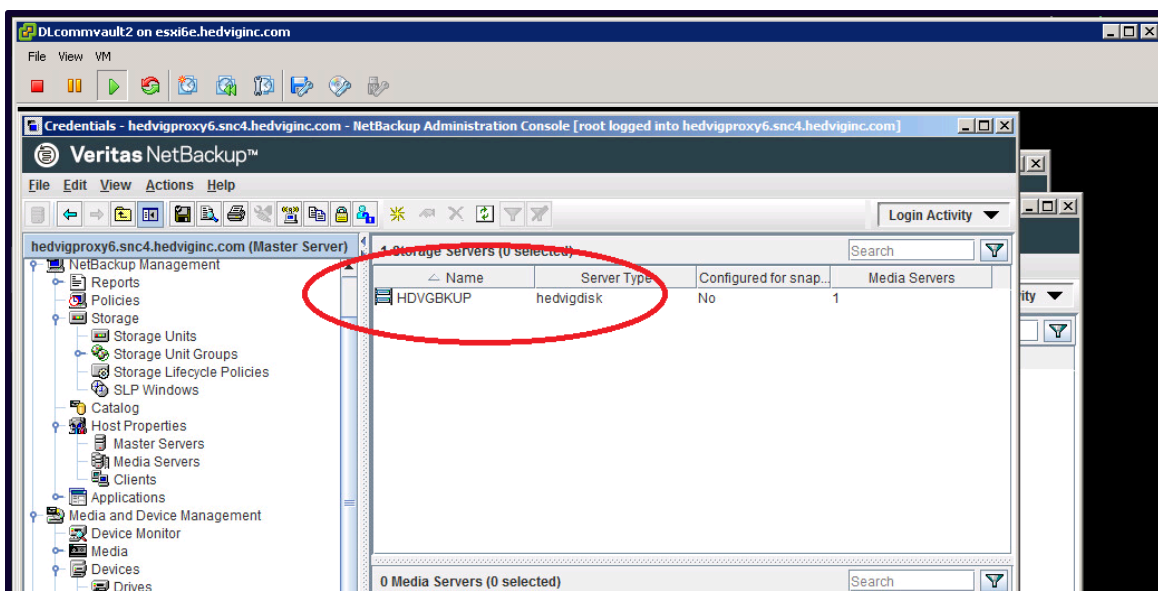 DLcommvault2 on esxi6e.hedviginc.com
File View VM
Credentials - hedvigproxy6.snc4.hedviginc.com - NetBackup Administration Console [root logged into hedvigproxy6.snc4.hedviginc.com]
Veritas NetBackup™
File Edit View Actions Help
Login Activity
hedvigproxy6.snc4.hedviginc.com (Master Server)
1 Storage Servers (0 selected)
Search
Name Server Type Configured for snap... Media Servers
HDVGBKUP hedvigdisk No 1
ity
NetBackup Management
Reports
Policies
Storage
Storage Units
Storage Unit Groups
Storage Lifecycle Policies
SLP Windows
Catalog
Host Properties
Master Servers
Media Servers
Clients
Applications
Media and Device Management
Device Monitor
Media
Devices
Drives
0 Media Servers (0 selected)
Search